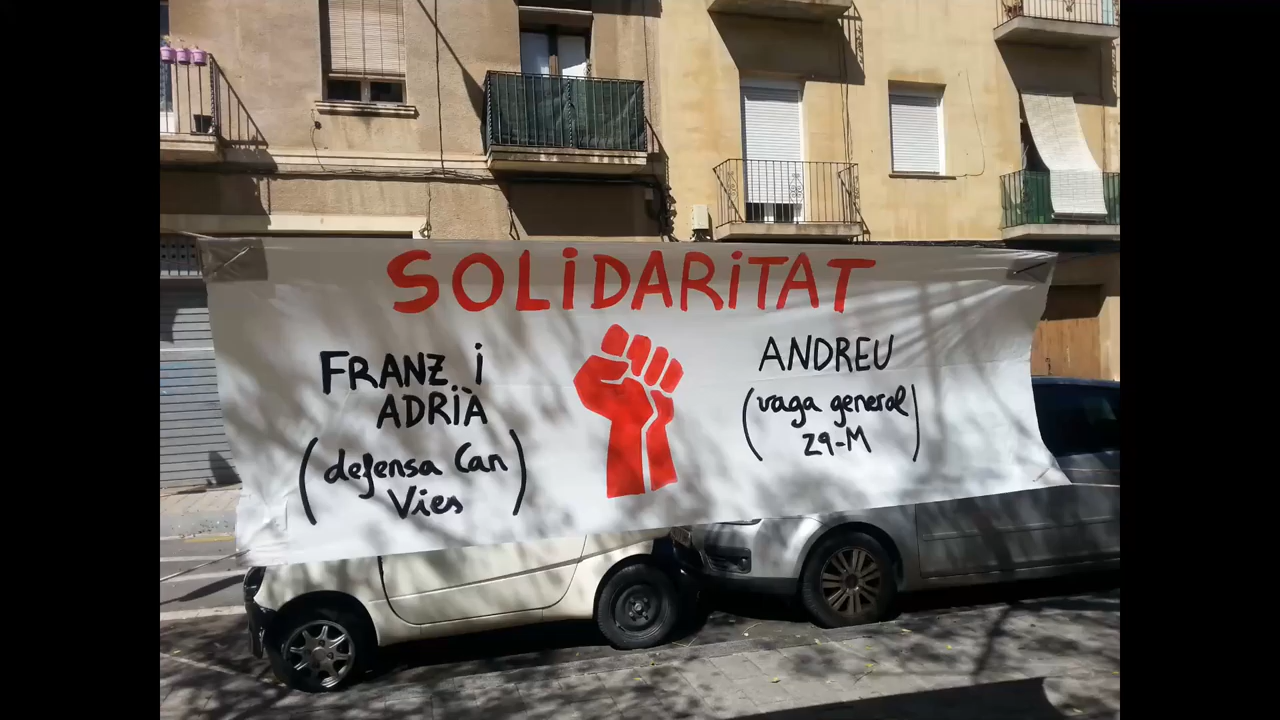 SOLiDARiTAT
FRANZ i
ADRIÀ
(defensa Can
Vies)
ANDREU
(vaga general
29-M)